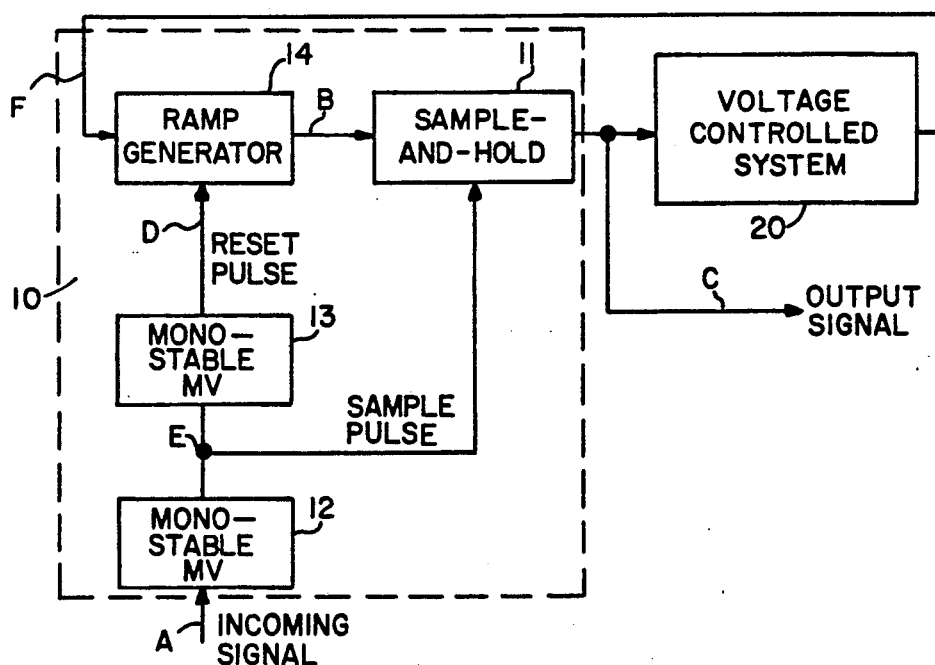 F
14
RAMP
GENERATOR
B
11
SAMPLE-
AND-HOLD
VOLTAGE
CONTROLLED
SYSTEM
20
D
RESET
PULSE
10
C
OUTPUT
SIGNAL
13
MONO-
STABLE
MV
SAMPLE
PULSE
E
12
MONO-
STABLE
MV
A
INCOMING
SIGNAL